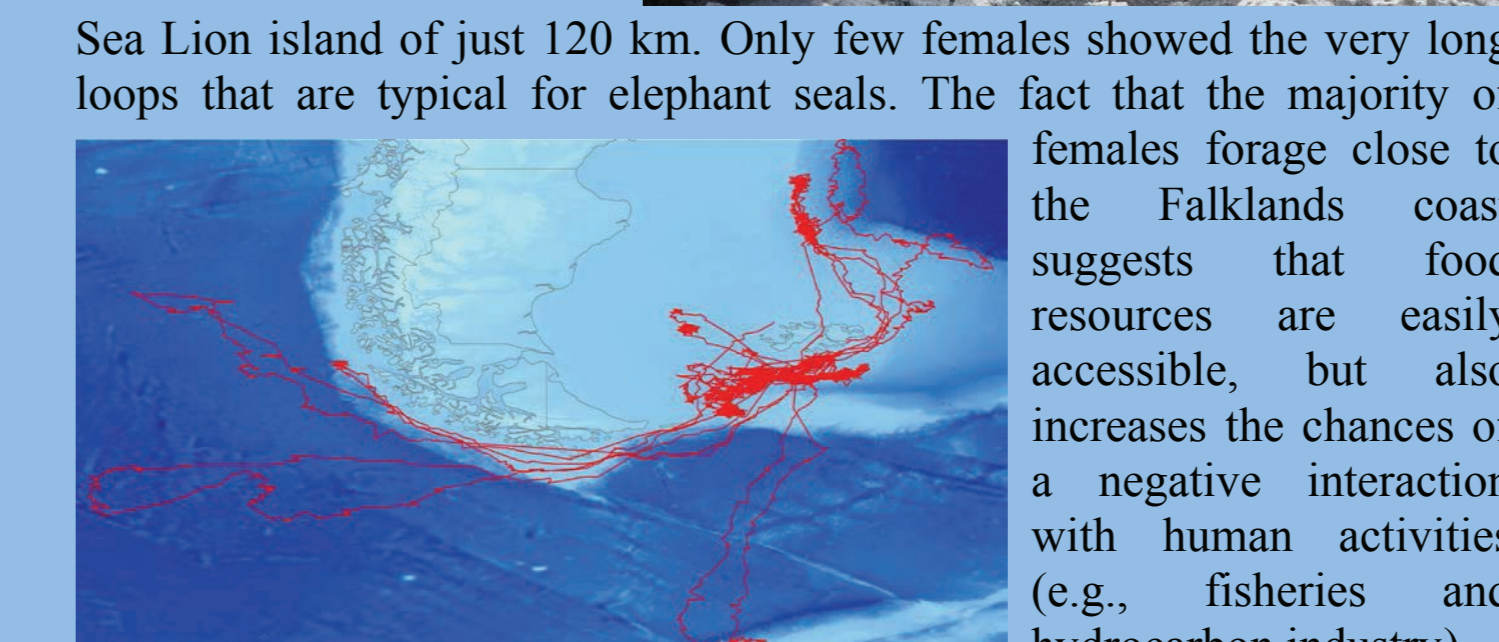 Sea Lion island of just 120 km. Only few females showed the very long
loops that are typical for elephant seals. The fact that the majority of
females forage close to
the Falklands coast
suggests that food
resources are easily
accessible, but also
increases the chances of
a negative interaction
with human activities
(e.g., fisheries and
hydrocarbon industry)